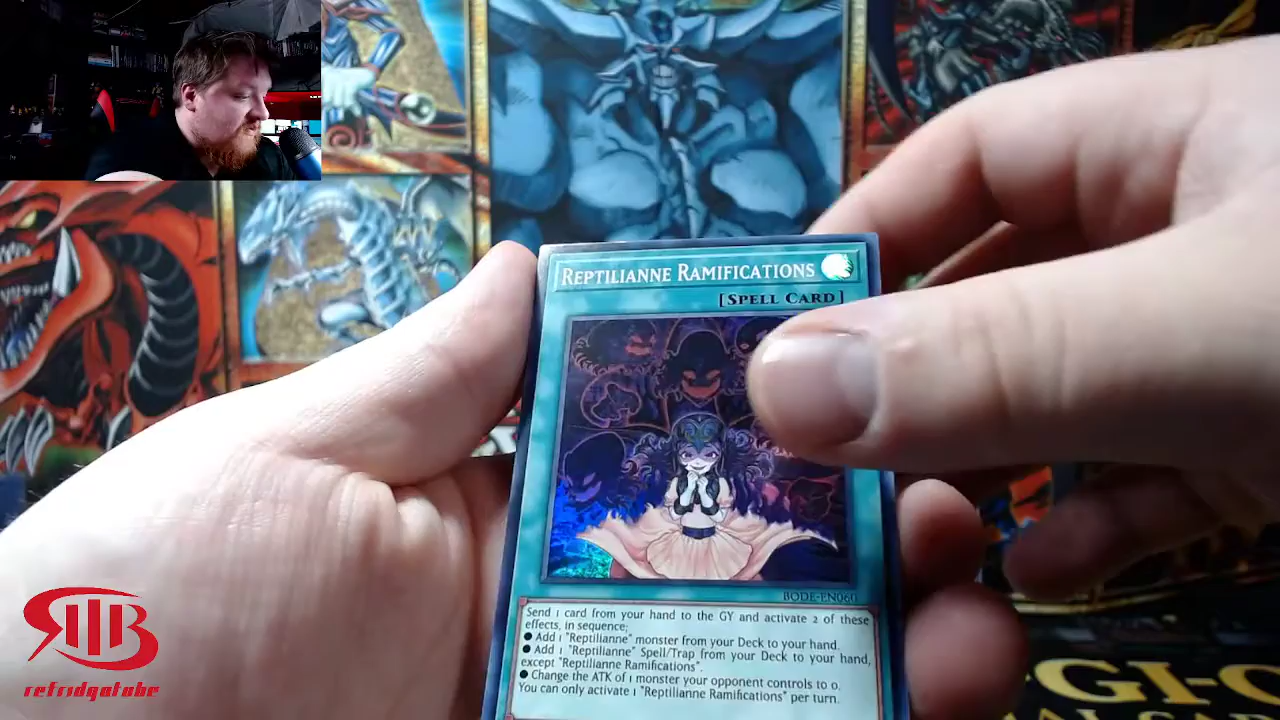 REPTILIANNE RAMIFICATIONS
[SPELL CARD]
BODE-EN060
Send 1 card from your hand to the GY and activate 2 of these
effects, in sequence;
● Add 1 "Reptilianne" monster from your Deck to your hand.
● Add 1 "Reptilianne" Spell/Trap from your Deck to your hand,
except "Reptilianne Ramifications".
● Change the ATK of 1 monster your opponent controls to 0.
You can only activate 1 "Reptilianne Ramifications" per turn.
refridgatube